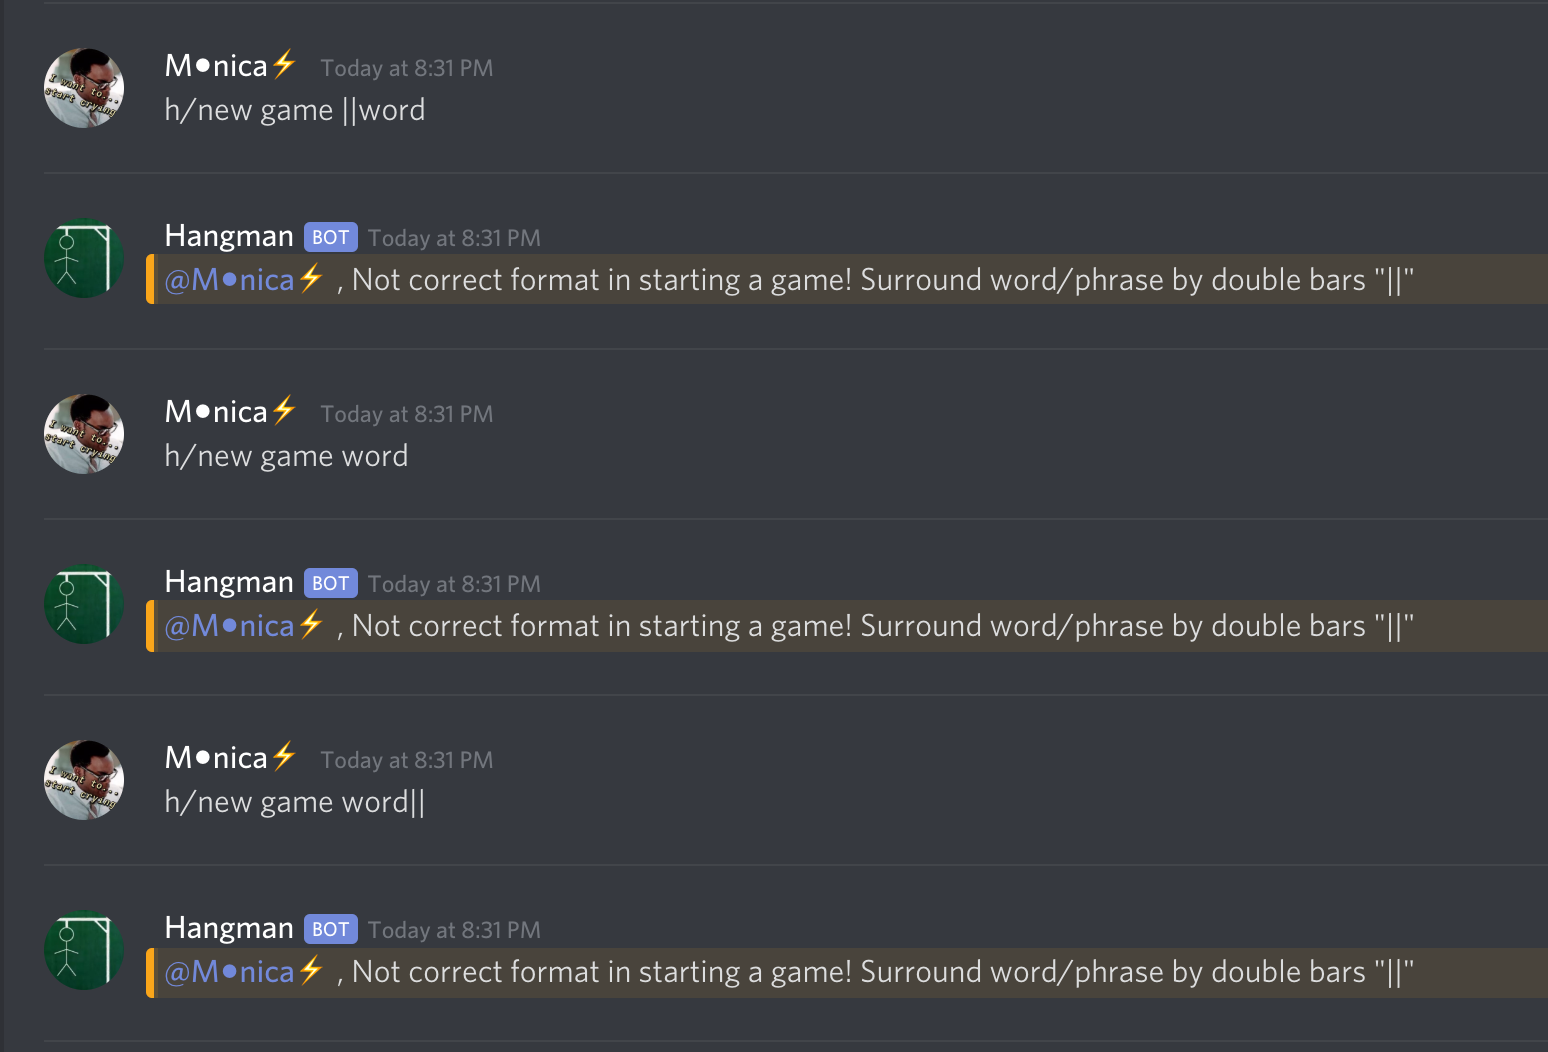 M●nica⚡ Today at 8:31 PM
I want to...
start crying
h/new game ||word
Hangman BOT Today at 8:31 PM
@M●nica⚡ , Not correct format in starting a game! Surround word/phrase by double bars "||"
M●nica⚡ Today at 8:31 PM
I want to...
start crying
h/new game word
Hangman BOT Today at 8:31 PM
@M●nica⚡ , Not correct format in starting a game! Surround word/phrase by double bars "||"
M●nica⚡ Today at 8:31 PM
I want to...
start crying
h/new game word||
Hangman BOT Today at 8:31 PM
@M●nica⚡ , Not correct format in starting a game! Surround word/phrase by double bars "||"